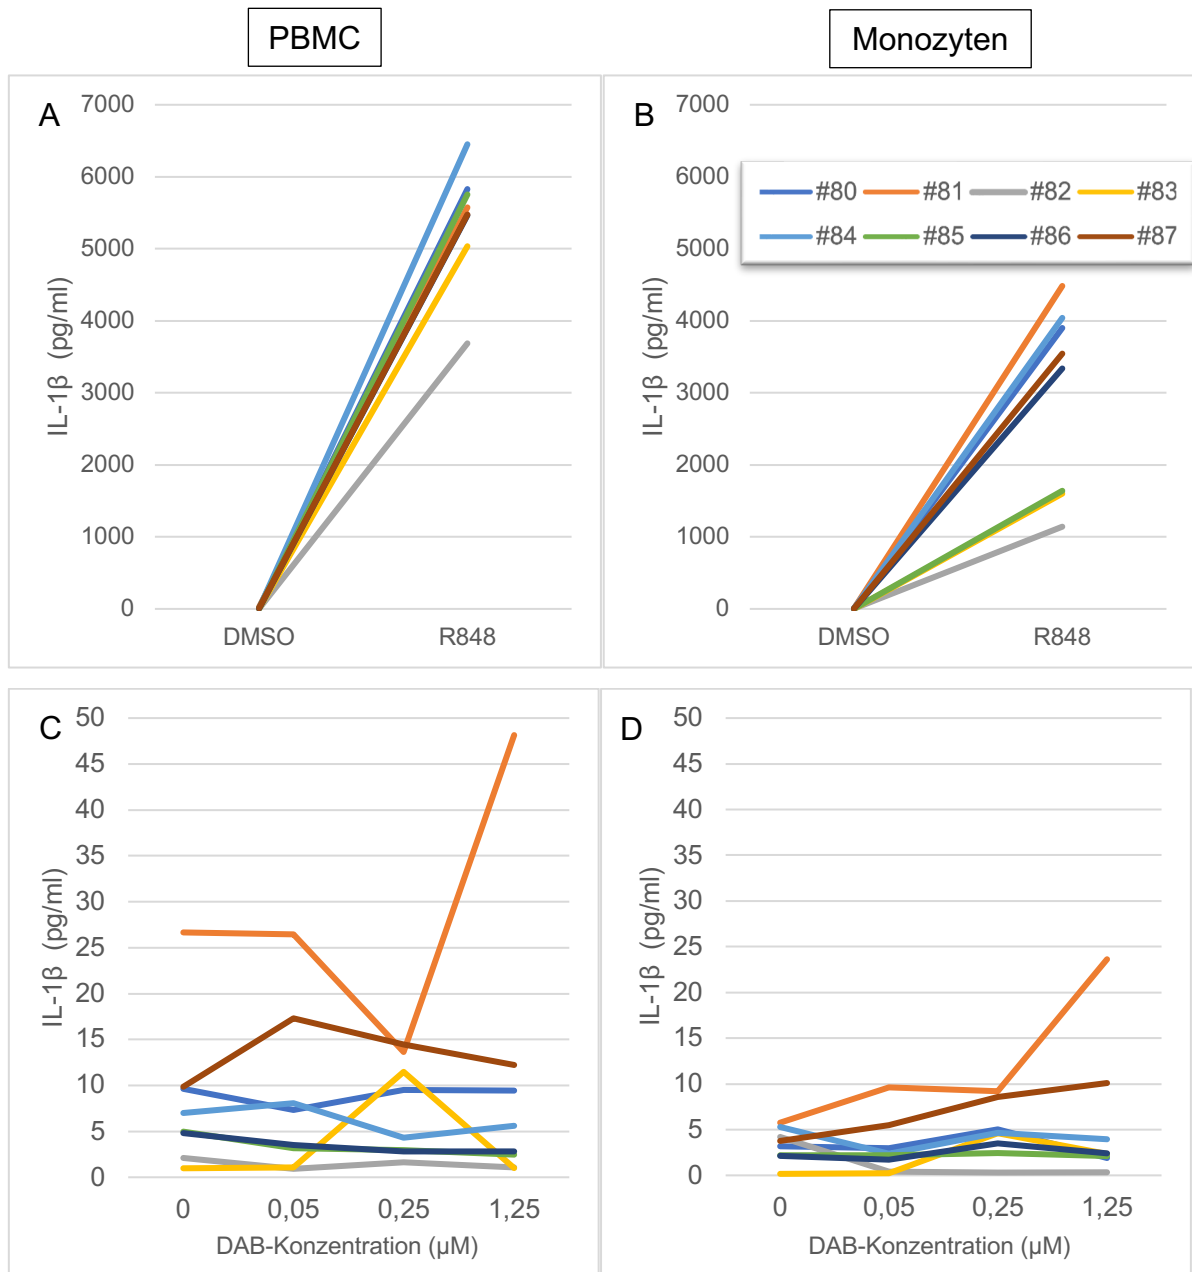 PBMC
Monozyten
A
7000
6000
5000
4000
3000
2000
1000
0
IL-1β (pg/ml)
DMSO R848
B
7000
6000
5000
4000
3000
2000
1000
0
IL-1β (pg/ml)
#80 #81 #82 #83
#84 #85 #86 #87
DMSO R848
C
50
45
40
35
30
25
20
15
10
5
0
IL-1β (pg/ml)
0 0,05 0,25 1,25
DAB-Konzentration (µM)
D
50
45
40
35
30
25
20
15
10
5
0
IL-1β (pg/ml)
0 0,05 0,25 1,25
DAB-Konzentration (µM)